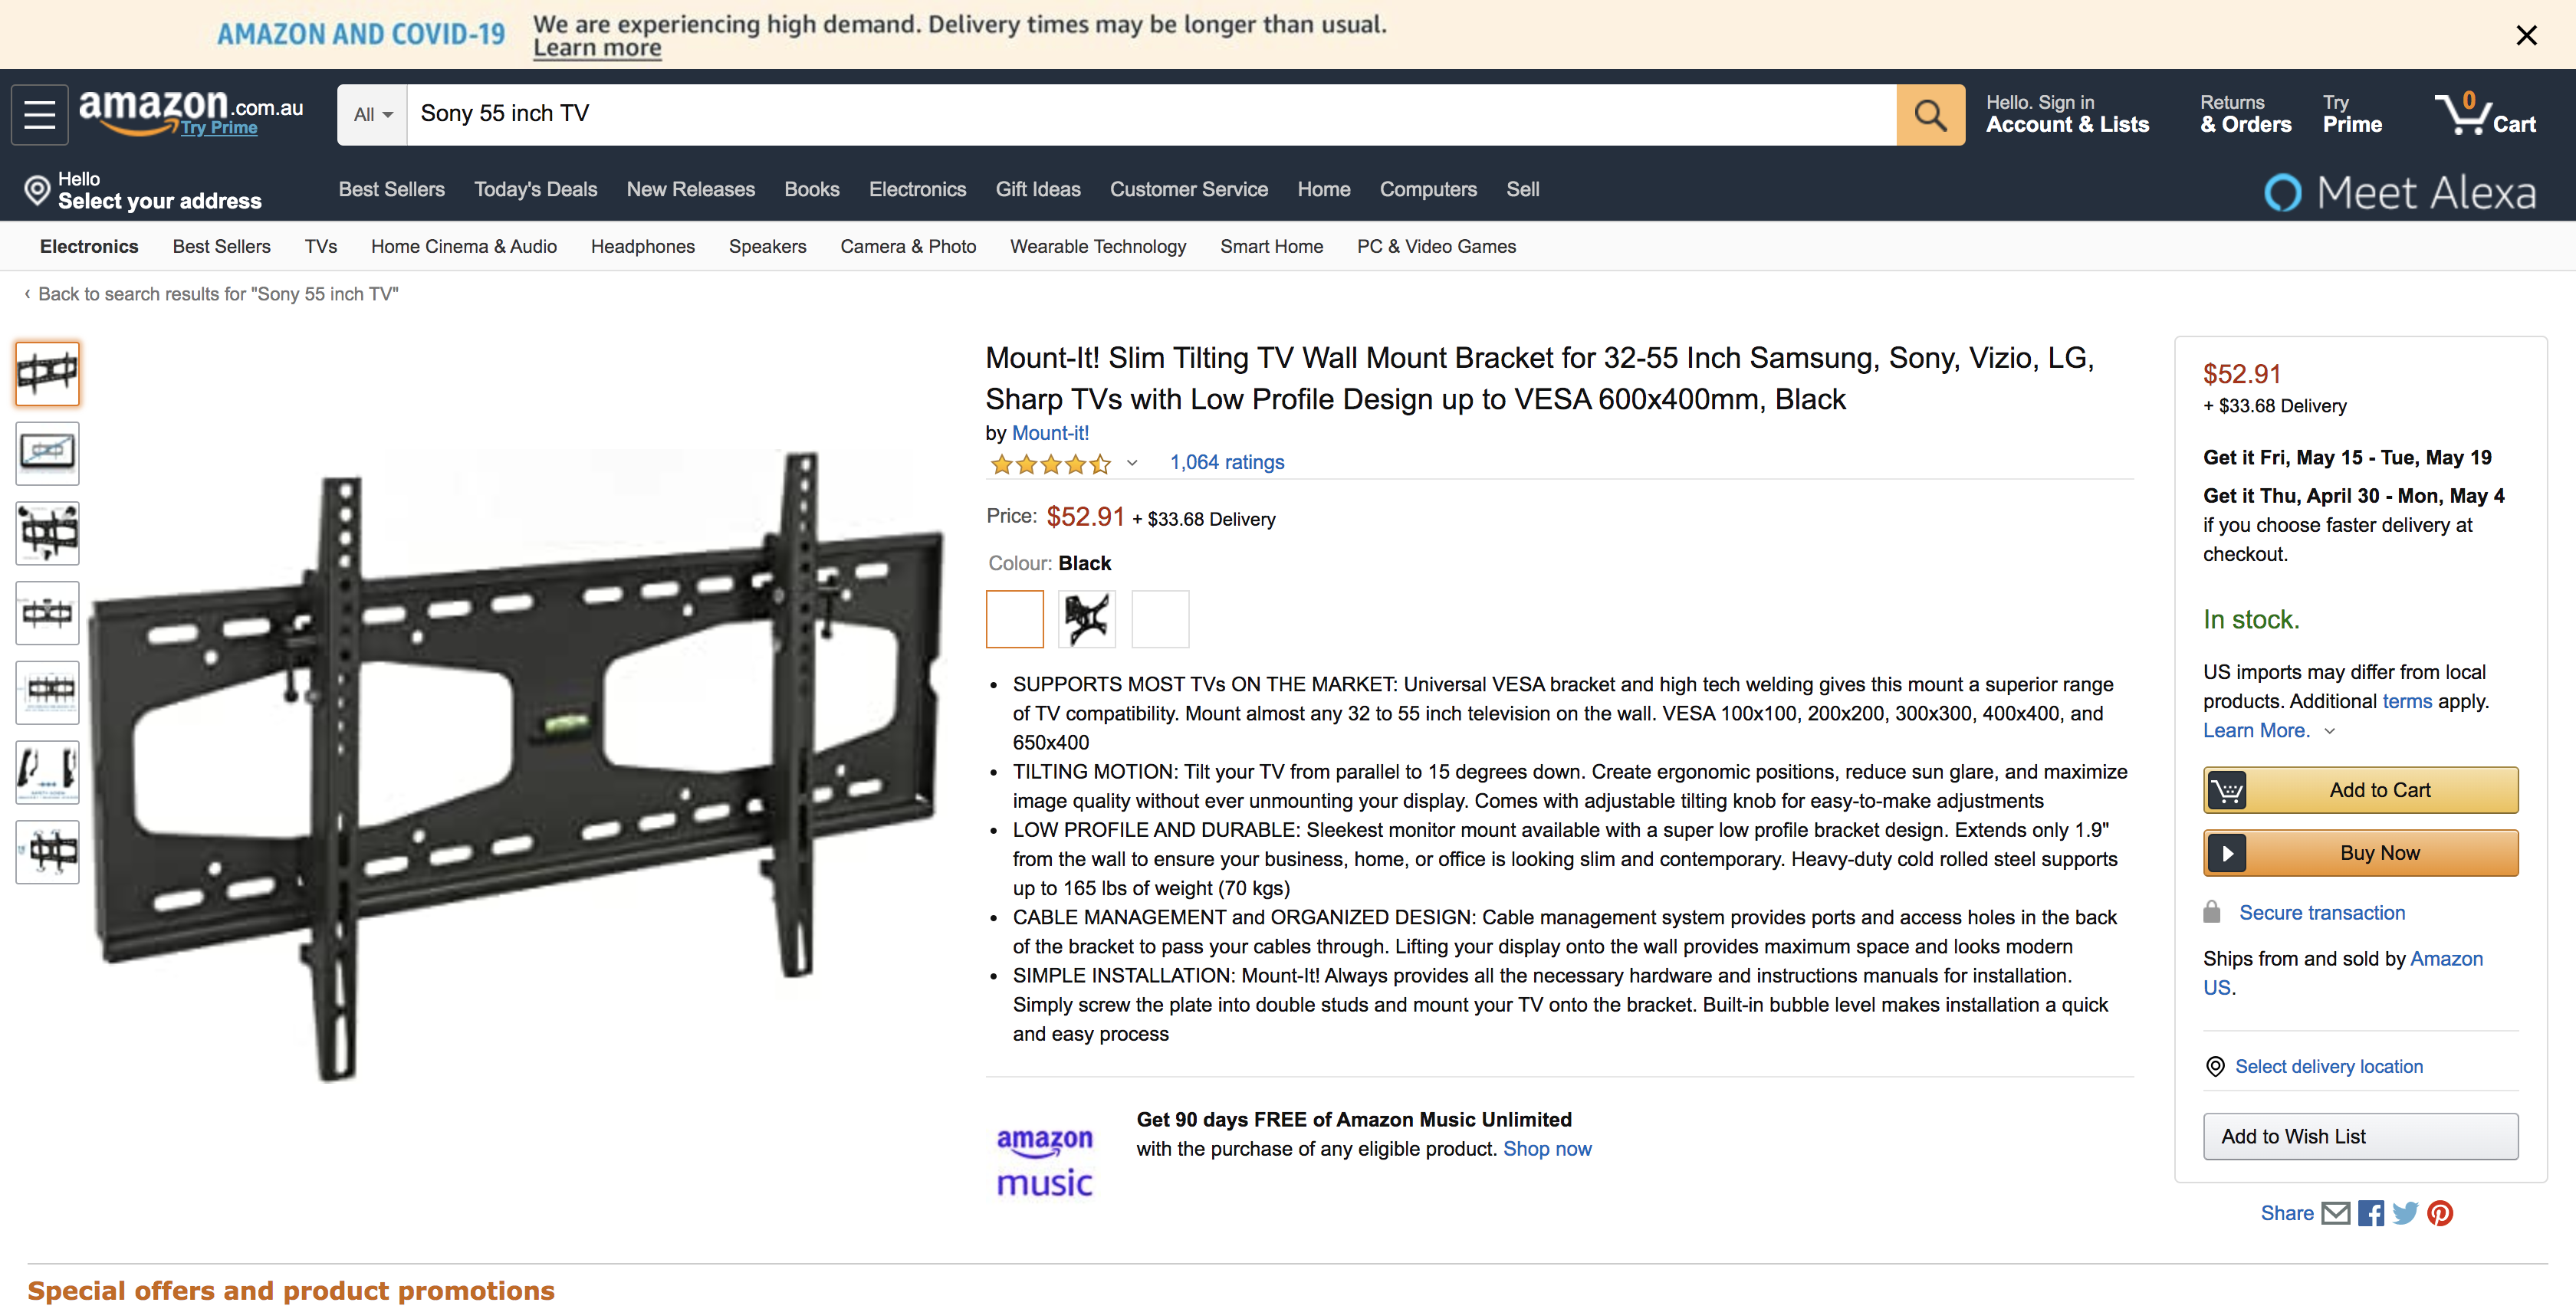 AMAZON AND COVID-19
We are experiencing high demand. Delivery times may be longer than usual.
Learn more
amazon.com.au
Try Prime
All
Sony 55 inch TV
Hello. Sign in
Account & Lists
Returns
& Orders
Try
Prime
0
Cart
Hello
Select your address
Best Sellers
Today's Deals
New Releases
Books
Electronics
Gift Ideas
Customer Service
Home
Computers
Sell
Meet Alexa
Electronics
Best Sellers
TVs
Home Cinema & Audio
Headphones
Speakers
Camera & Photo
Wearable Technology
Smart Home
PC & Video Games
‹ Back to search results for "Sony 55 inch TV"
Mount-It! Slim Tilting TV Wall Mount Bracket for 32-55 Inch Samsung, Sony, Vizio, LG,
Sharp TVs with Low Profile Design up to VESA 600x400mm, Black
by Mount-it!
1,064 ratings
Price: $52.91 + $33.68 Delivery
Colour: Black
• SUPPORTS MOST TVs ON THE MARKET: Universal VESA bracket and high tech welding gives this mount a superior range
of TV compatibility. Mount almost any 32 to 55 inch television on the wall. VESA 100x100, 200x200, 300x300, 400x400, and
650x400
• TILTING MOTION: Tilt your TV from parallel to 15 degrees down. Create ergonomic positions, reduce sun glare, and maximize
image quality without ever unmounting your display. Comes with adjustable tilting knob for easy-to-make adjustments
• LOW PROFILE AND DURABLE: Sleekest monitor mount available with a super low profile bracket design. Extends only 1.9"
from the wall to ensure your business, home, or office is looking slim and contemporary. Heavy-duty cold rolled steel supports
up to 165 lbs of weight (70 kgs)
• CABLE MANAGEMENT and ORGANIZED DESIGN: Cable management system provides ports and access holes in the back
of the bracket to pass your cables through. Lifting your display onto the wall provides maximum space and looks modern
• SIMPLE INSTALLATION: Mount-It! Always provides all the necessary hardware and instructions manuals for installation.
Simply screw the plate into double studs and mount your TV onto the bracket. Built-in bubble level makes installation a quick
and easy process
amazon
music
Get 90 days FREE of Amazon Music Unlimited
with the purchase of any eligible product. Shop now
$52.91
+ $33.68 Delivery
Get it Fri, May 15 - Tue, May 19
Get it Thu, April 30 - Mon, May 4
if you choose faster delivery at
checkout.
In stock.
US imports may differ from local
products. Additional terms apply.
Learn More.
Add to Cart
Buy Now
Secure transaction
Ships from and sold by Amazon
US.
Select delivery location
Add to Wish List
Share
Special offers and product promotions